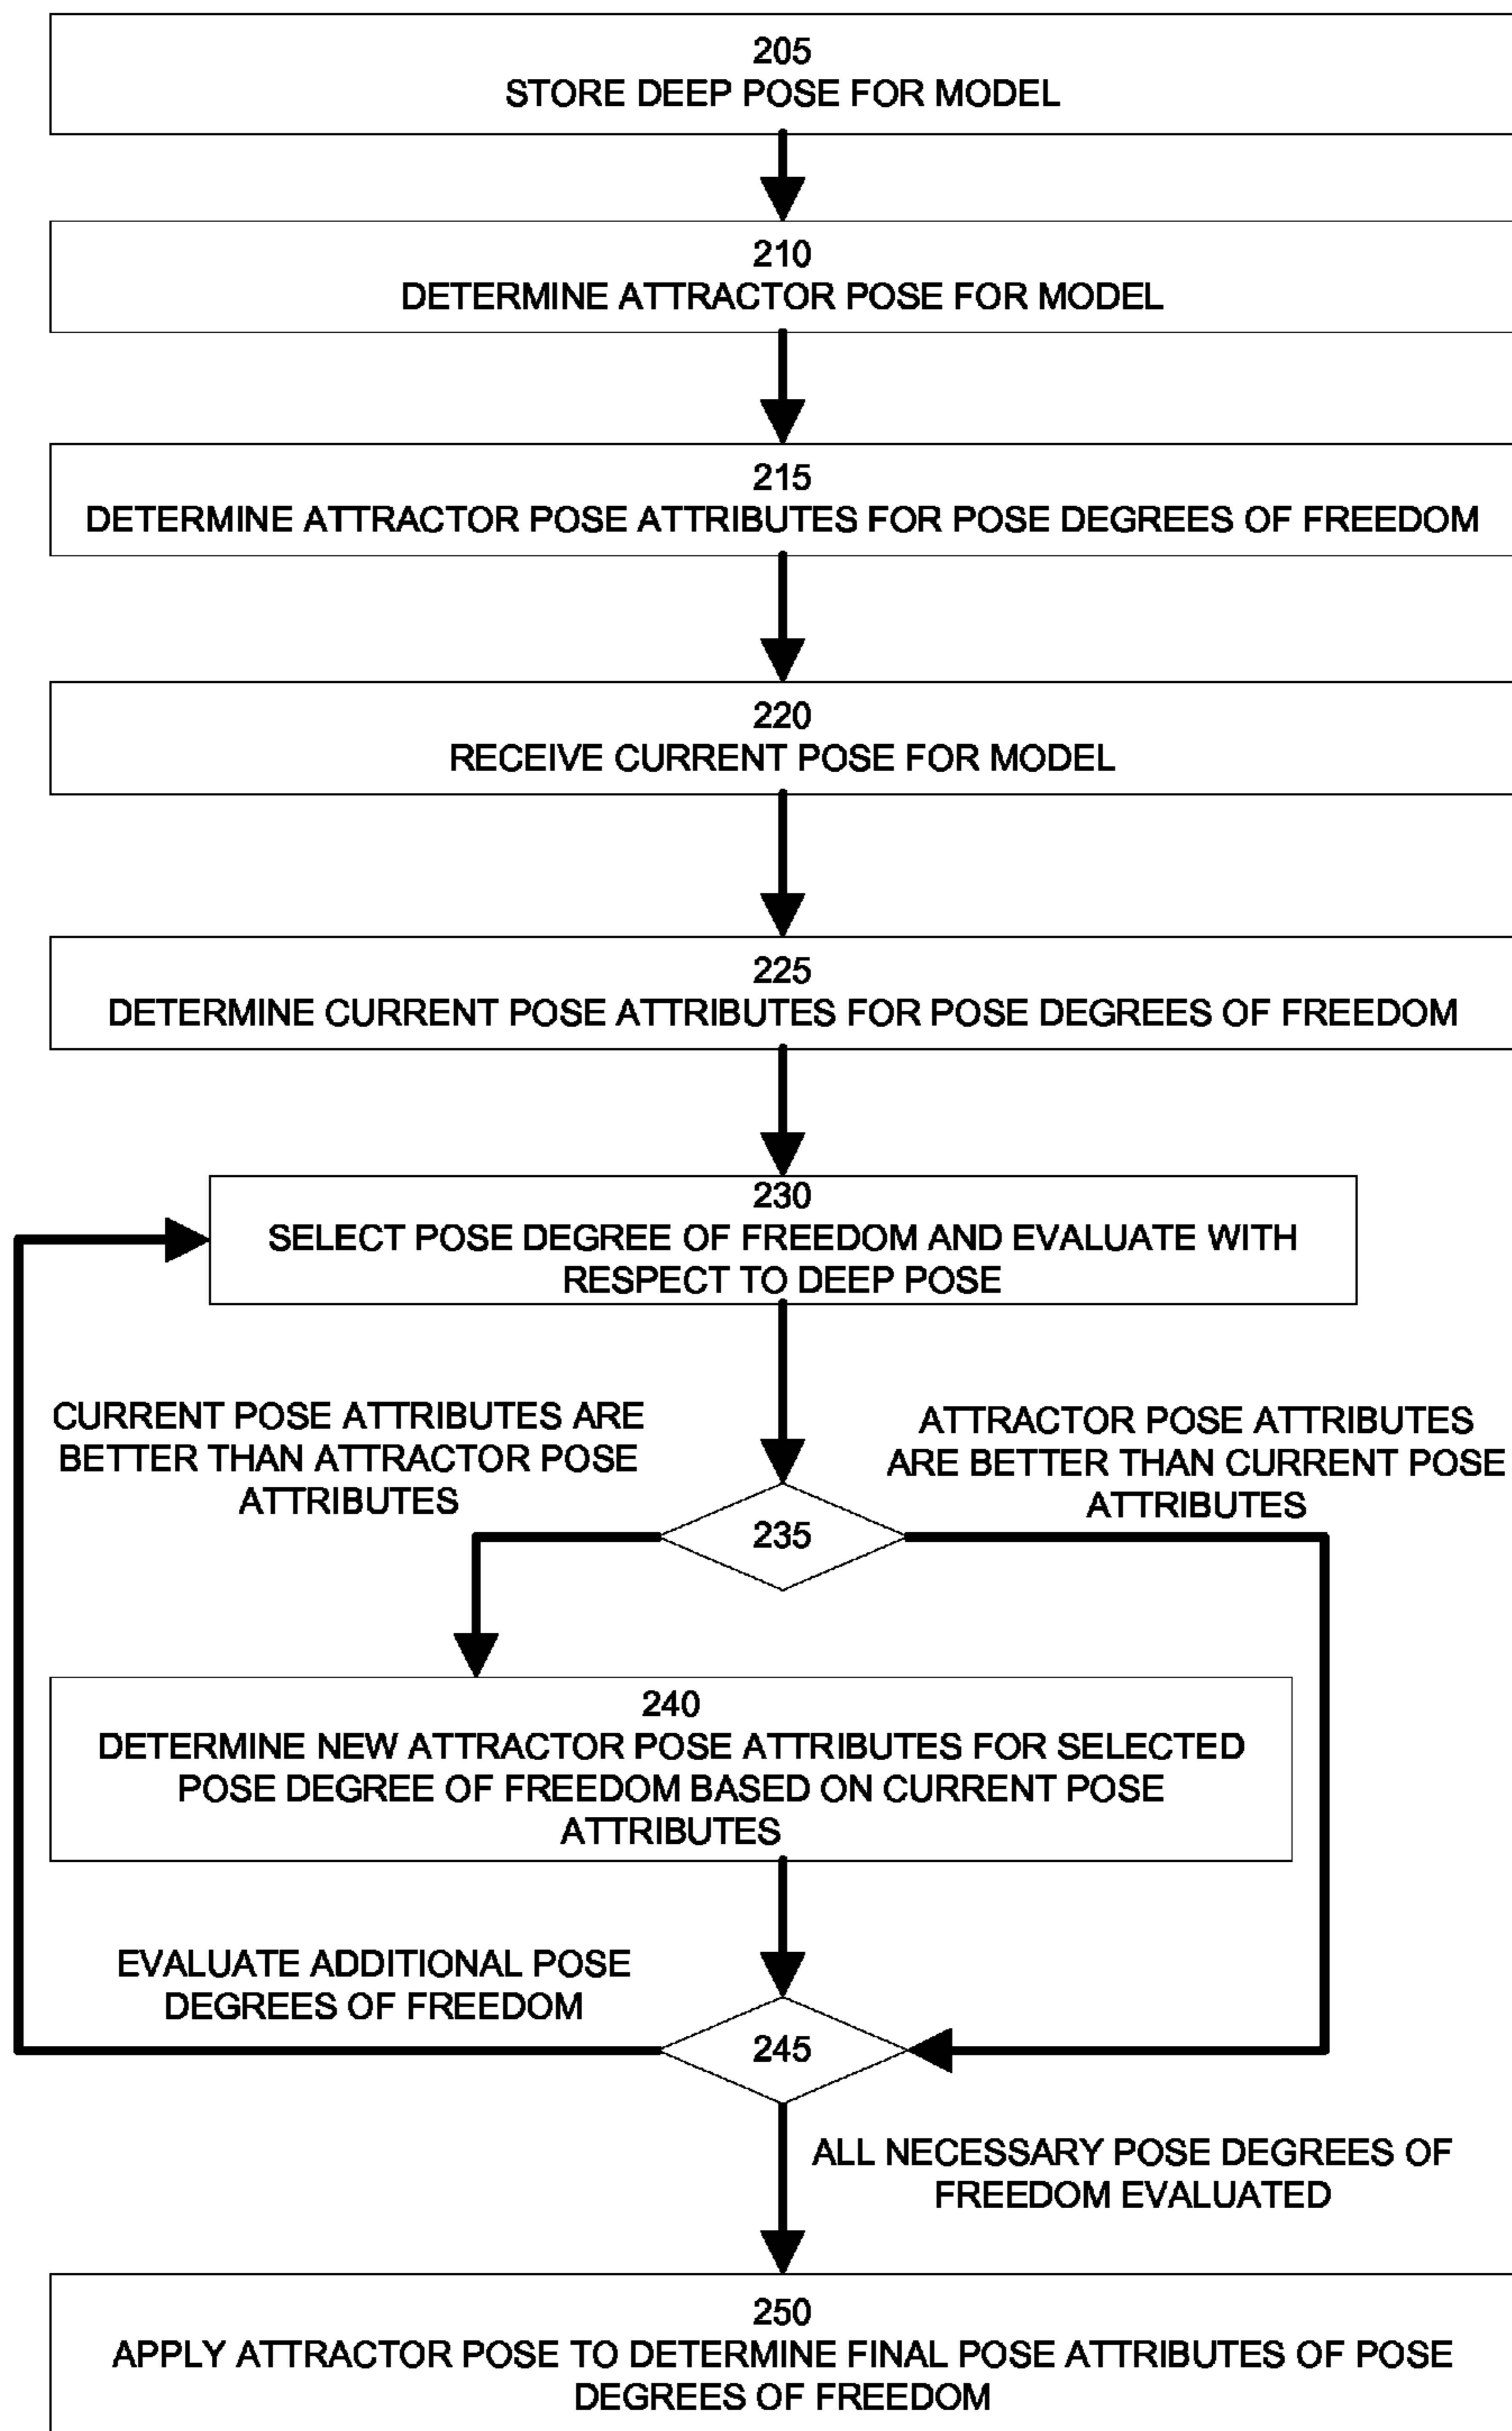 205
STORE DEEP POSE FOR MODEL
210
DETERMINE ATTRACTOR POSE FOR MODEL
215
DETERMINE ATTRACTOR POSE ATTRIBUTES FOR POSE DEGREES OF FREEDOM
220
RECEIVE CURRENT POSE FOR MODEL
225
DETERMINE CURRENT POSE ATTRIBUTES FOR POSE DEGREES OF FREEDOM
230
SELECT POSE DEGREE OF FREEDOM AND EVALUATE WITH
RESPECT TO DEEP POSE
CURRENT POSE ATTRIBUTES ARE
BETTER THAN ATTRACTOR POSE
ATTRIBUTES
ATTRACTOR POSE ATTRIBUTES
ARE BETTER THAN CURRENT POSE
ATTRIBUTES
235
240
DETERMINE NEW ATTRACTOR POSE ATTRIBUTES FOR SELECTED
POSE DEGREE OF FREEDOM BASED ON CURRENT POSE
ATTRIBUTES
EVALUATE ADDITIONAL POSE
DEGREES OF FREEDOM
245
ALL NECESSARY POSE DEGREES OF
FREEDOM EVALUATED
250
APPLY ATTRACTOR POSE TO DETERMINE FINAL POSE ATTRIBUTES OF POSE
DEGREES OF FREEDOM